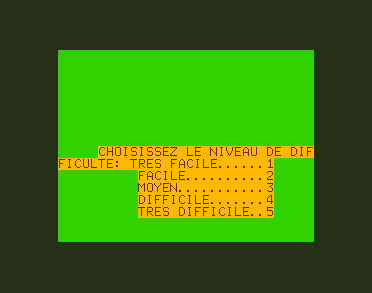 CHOISISSEZ LE NIVEAU DE DIF
FICULTE: TRES FACILE......1
FACILE..........2
MOYEN...........3
DIFFICILE.......4
TRES DIFFICILE..5